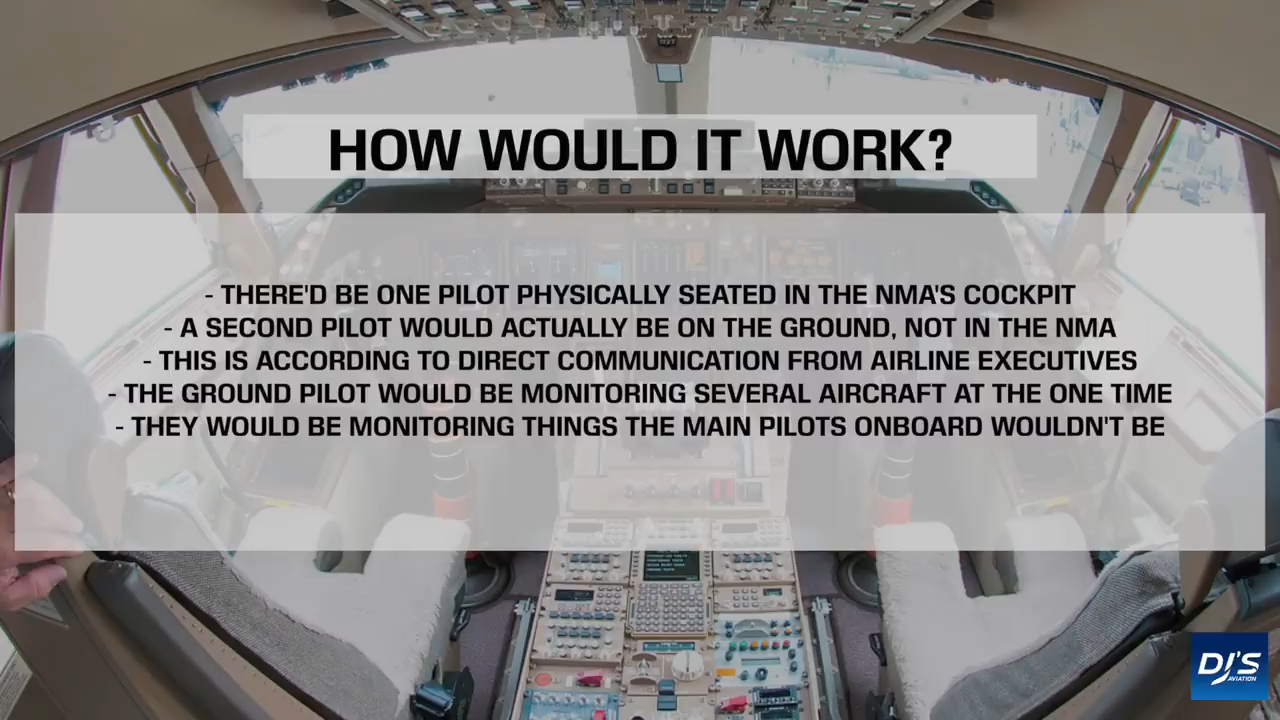 HOW WOULD IT WORK?
- THERE'D BE ONE PILOT PHYSICALLY SEATED IN THE NMA'S COCKPIT
- A SECOND PILOT WOULD ACTUALLY BE ON THE GROUND, NOT IN THE NMA
- THIS IS ACCORDING TO DIRECT COMMUNICATION FROM AIRLINE EXECUTIVES
- THE GROUND PILOT WOULD BE MONITORING SEVERAL AIRCRAFT AT THE ONE TIME
- THEY WOULD BE MONITORING THINGS THE MAIN PILOTS ONBOARD WOULDN'T BE
DJ'S
AVIATION